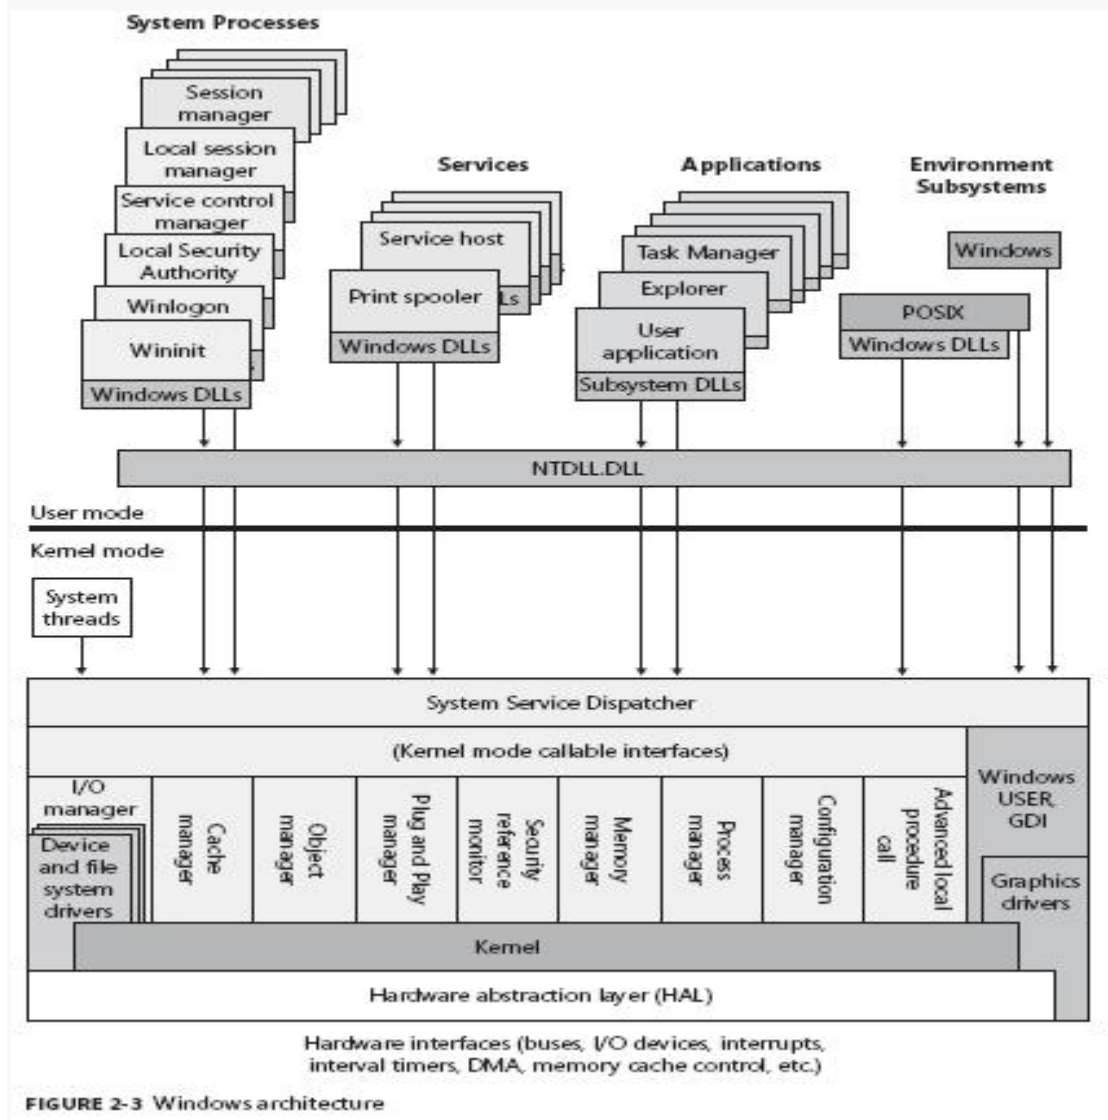 System Processes
Session
manager
Local session
manager
Service control
manager
Local Security
Authority
Winlogon
Wininit
Windows DLLs
Services
Service host
Print spooler
Ls
Windows DLLs
Applications
Task Manager
Explorer
User
application
Subsystem DLLs
Environment
Subsystems
Windows
POSIX
Windows DLLs
NTDLL.DLL
User mode
Kernel mode
System
threads
System Service Dispatcher
(Kernel mode callable interfaces)
I/O
manager
Device
and file
system
drivers
Cache
manager
Object
manager
Plug and Play
manager
Security
reference
monitor
Memory
manager
Process
manager
Configuration
manager
Advanced local
procedure
call
Windows
USER,
GDI
Graphics
drivers
Kernel
Hardware abstraction layer (HAL)
Hardware interfaces (buses, I/O devices, interrupts,
interval timers, DMA, memory cache control, etc.)
FIGURE 2-3 Windows architecture